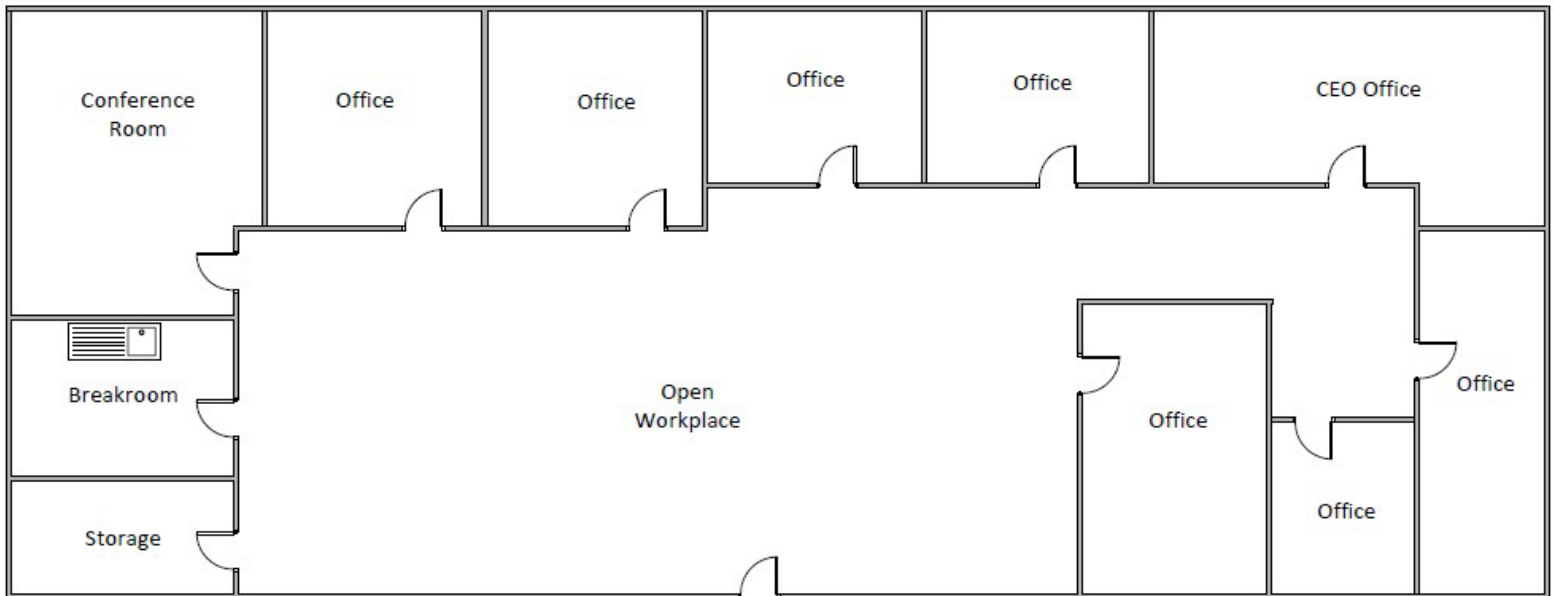 Conference
Room
Office
Office
Office
Office
CEO Office
Breakroom
Open
Workplace
Office
Office
Office
Storage